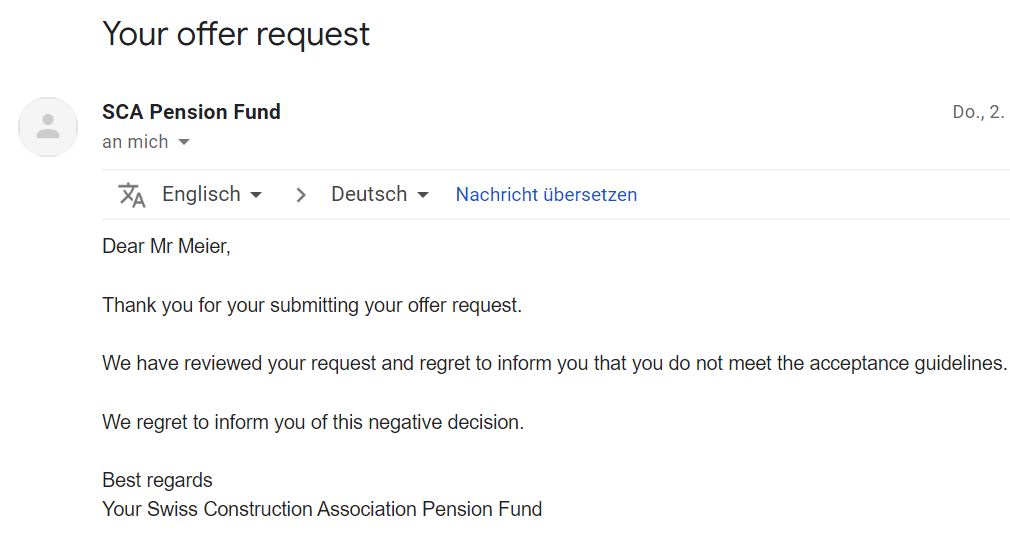 Your offer request
SCA Pension Fund
Do., 2.
an mich
Englisch
Deutsch
Nachricht übersetzen
Dear Mr Meier,
Thank you for your submitting your offer request.
We have reviewed your request and regret to inform you that you do not meet the acceptance guidelines.
We regret to inform you of this negative decision.
Best regards
Your Swiss Construction Association Pension Fund